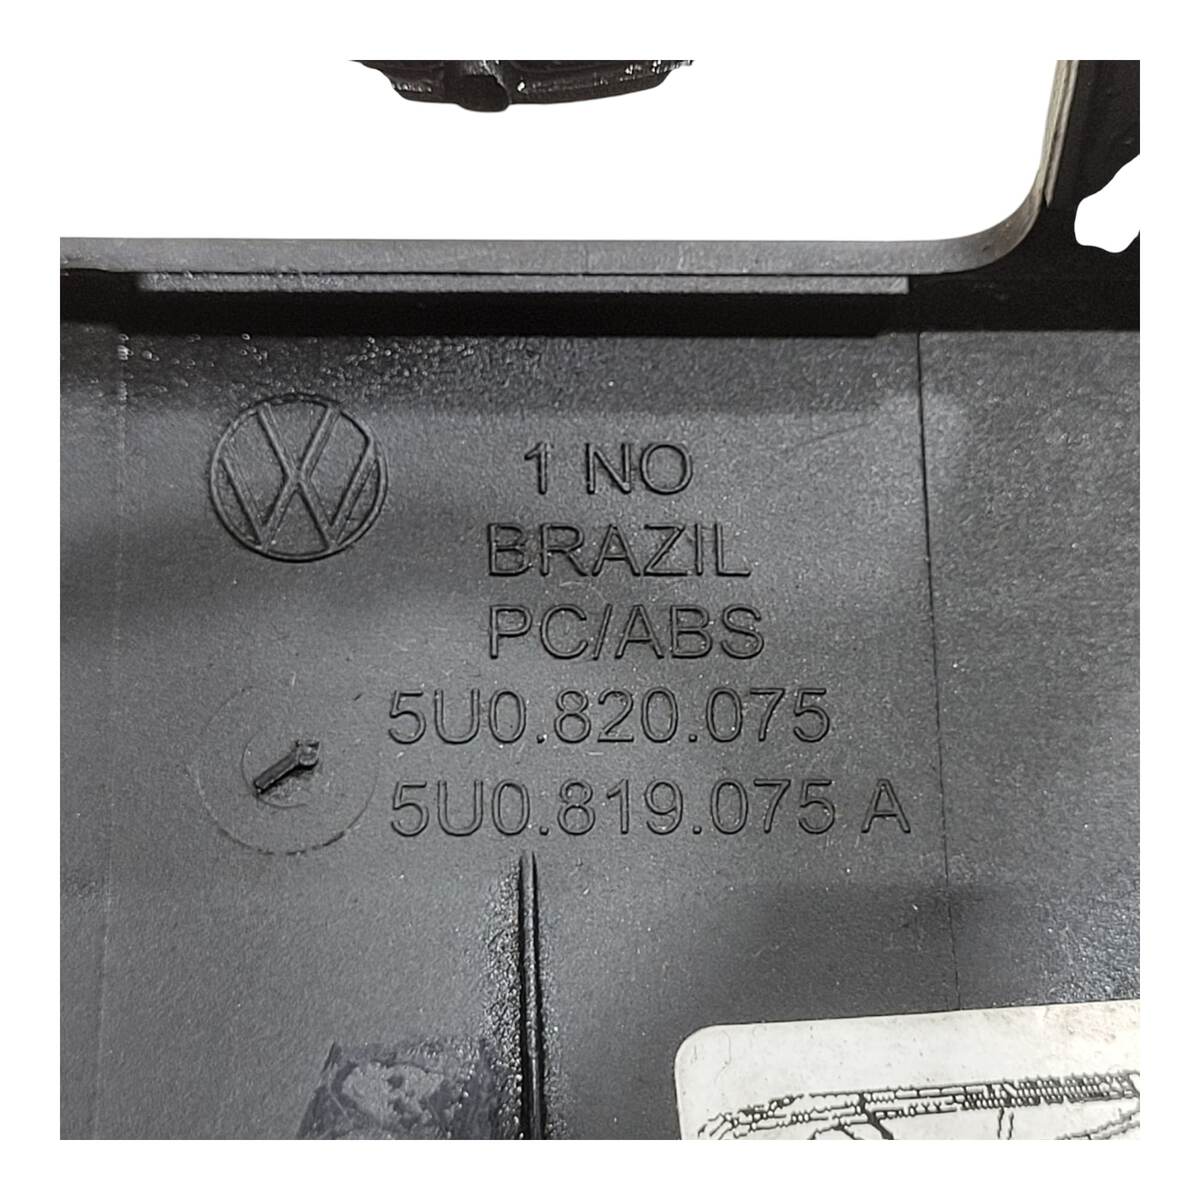 1 NO
BRAZIL
PC/ABS
5U0.820.075
5U0.819.075 A